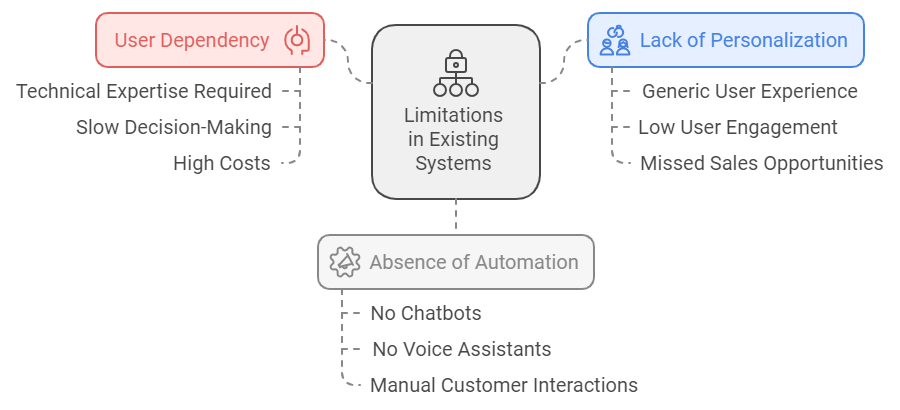 User Dependency
Technical Expertise Required
Slow Decision-Making
High Costs
Limitations
in Existing
Systems
Lack of Personalization
Generic User Experience
Low User Engagement
Missed Sales Opportunities
Absence of Automation
No Chatbots
No Voice Assistants
Manual Customer Interactions